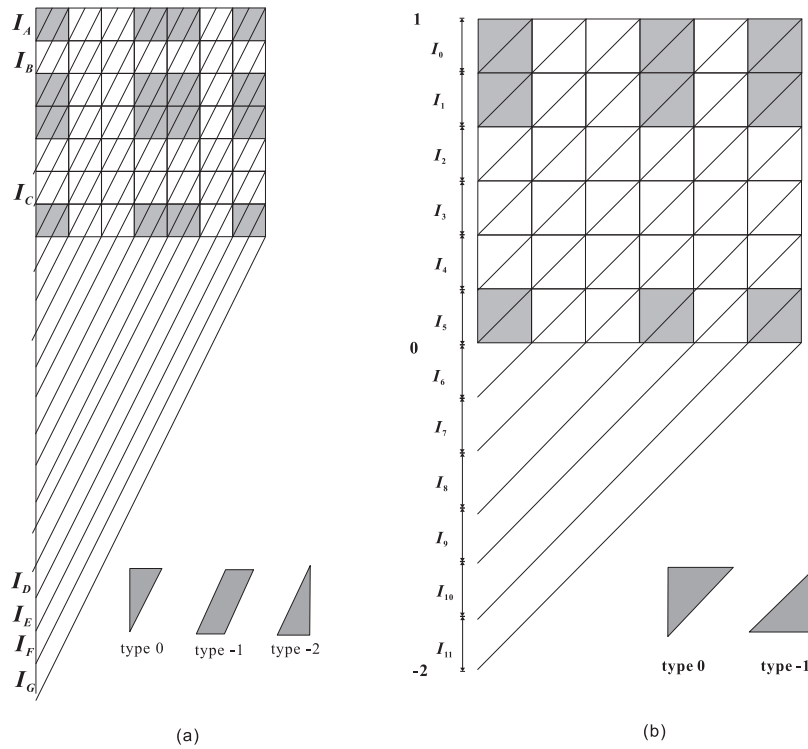 I_A
I_B
I_C
I_D
I_E
I_F
I_G
type 0 type -1 type -2
(a)
1
I_0
I_1
I_2
I_3
I_4
I_5
0
I_6
I_7
I_8
I_9
I_10
I_11
-2
type 0 type -1
(b)